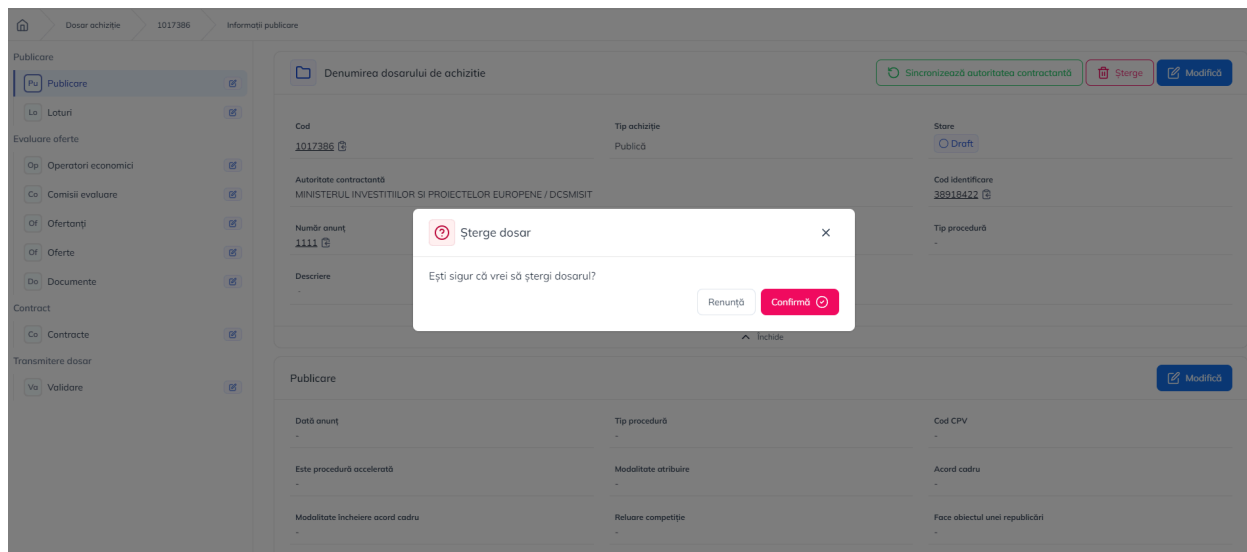 Dosar achiziție 1017386 Informații publicare
Publicare
Pu Publicare
Lo Loturi
Evaluare oferte
Op Operatori economici
Co Comisii evaluare
Of Ofertanți
Of Oferte
Do Documente
Contract
Co Contracte
Transmitere dosar
Va Validare
Denumirea dosarului de achizitie
Sincronizează autoritatea contractantă Șterge Modifică
Cod Tip achiziție Stare
1017386 Publică Draft
Autoritate contractantă Cod identificare
MINISTERUL INVESTITIILOR SI PROIECTELOR EUROPENE / DCSMISIT 38918422
Număr anunț Tip procedură
1111 -
Descriere
-
Șterge dosar
Ești sigur că vrei să ștergi dosarul?
Renunță Confirmă
Închide
Publicare Modifică
Dată anunț Tip procedură Cod CPV
- - -
Este procedură accelerată Modalitate atribuire Acord cadru
- - -
Modalitate încheiere acord cadru Reluare competiție Face obiectul unei republicări
- - -